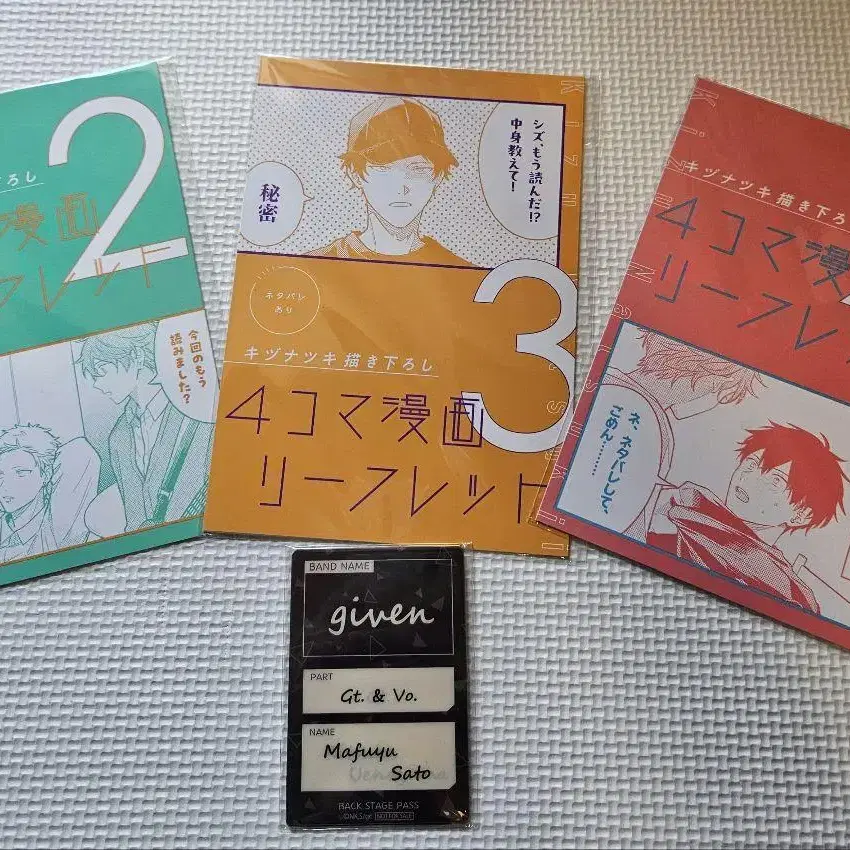 ろし
2
漫画
フレット
今回のもう
読みました?
KIZU
シズ、もう読んだ!?
中身教えて!
秘密
ネタバレ
あり
3
キヅナツキ描き下ろし
4コマ漫画
リーフレット
キヅナツキ描き下ろ
4コマ漫
リーフレ
ネ、ネタバレして、
ごめん………
BAND NAME
given
PART
Gt. & Vo.
NAME
Mafuyu
Sato
BACK STAGE PASS
NOT FOR SALE